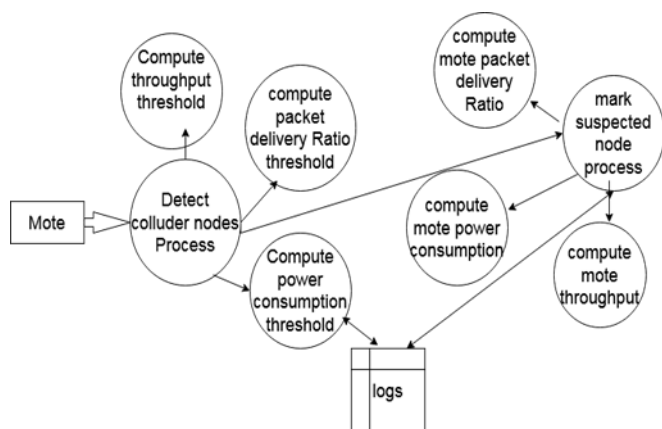 Compute
throughput
threshold
compute
packet
delivery Ratio
threshold
compute
mote packet
delivery
Ratio
mark
suspected
node
process
Mote
Detect
colluder nodes
Process
compute
mote power
consumption
Compute
power
consumption
threshold
compute
mote
throughput
logs